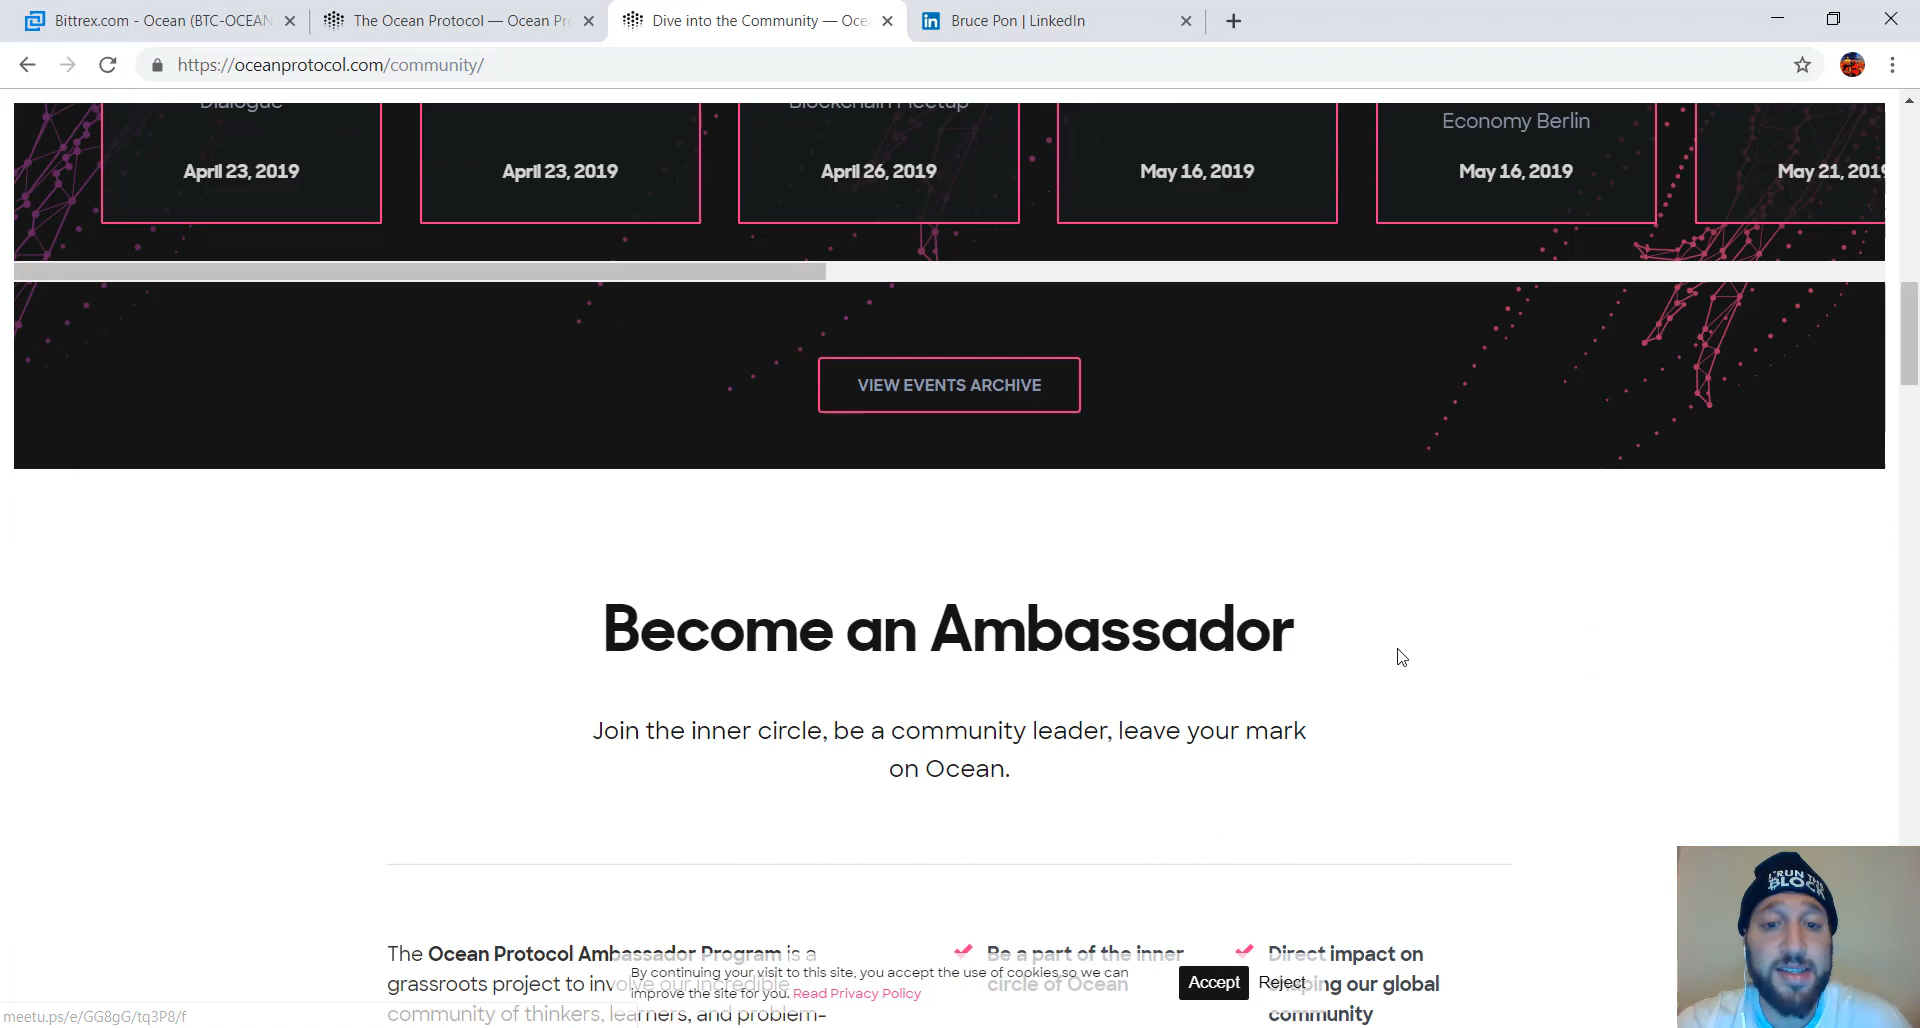 Bittrex.com - Ocean (BTC-OCEAN
The Ocean Protocol — Ocean Pr
Dive into the Community — Oce
Bruce Pon | LinkedIn
https://oceanprotocol.com/community/
Dialogue
Blockchain Meetup
Economy Berlin
April 23, 2019
April 23, 2019
April 26, 2019
May 16, 2019
May 16, 2019
May 21, 2019
VIEW EVENTS ARCHIVE
Become an Ambassador
Join the inner circle, be a community leader, leave your mark
on Ocean.
The Ocean Protocol Ambassador Program is a
grassroots project to involve our incredible
community of thinkers, learners, and problem-
Be a part of the inner
circle of Ocean
Direct impact on
shaping our global
community
By continuing your visit to this site, you accept the use of cookies so we can
improve the site for you. Read Privacy Policy
Accept
Reject
meetu.ps/e/GG8gG/tq3P8/f
I RUN THE
BLOCK